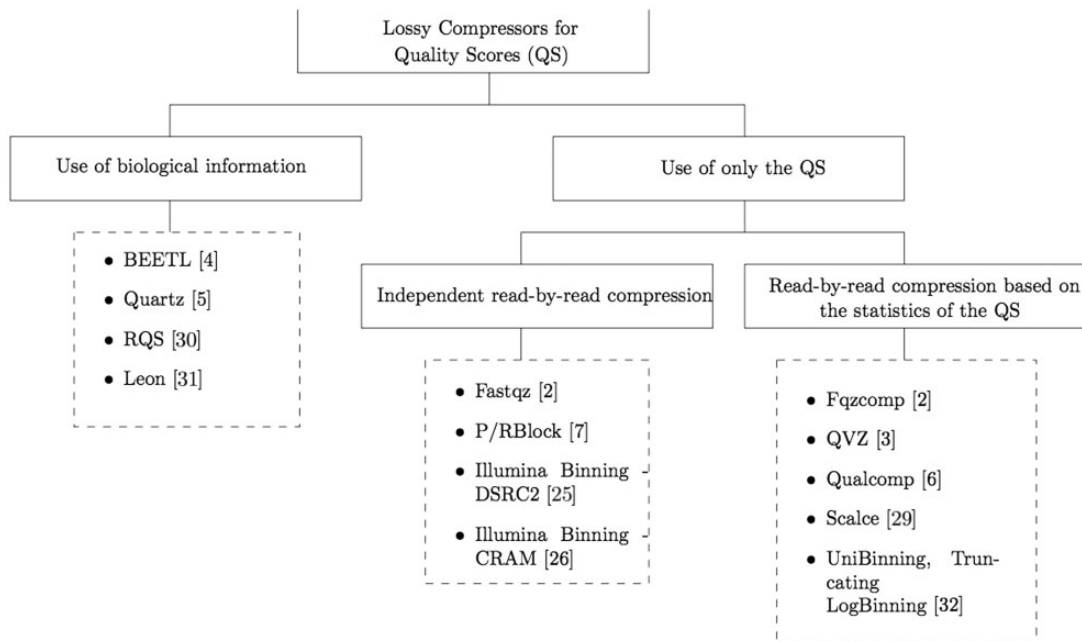 Lossy Compressors for
Quality Scores (QS)
Use of biological information
Use of only the QS
• BEETL [4]
• Quartz [5]
• RQS [30]
• Leon [31]
Independent read-by-read compression
Read-by-read compression based on
the statistics of the QS
• Fastqz [2]
• P/RBlock [7]
• Illumina Binning -
DSRC2 [25]
• Illumina Binning -
CRAM [26]
• Fqzcomp [2]
• QVZ [3]
• Qualcomp [6]
• Scalce [29]
• UniBinning, Trun-
cating
LogBinning [32]